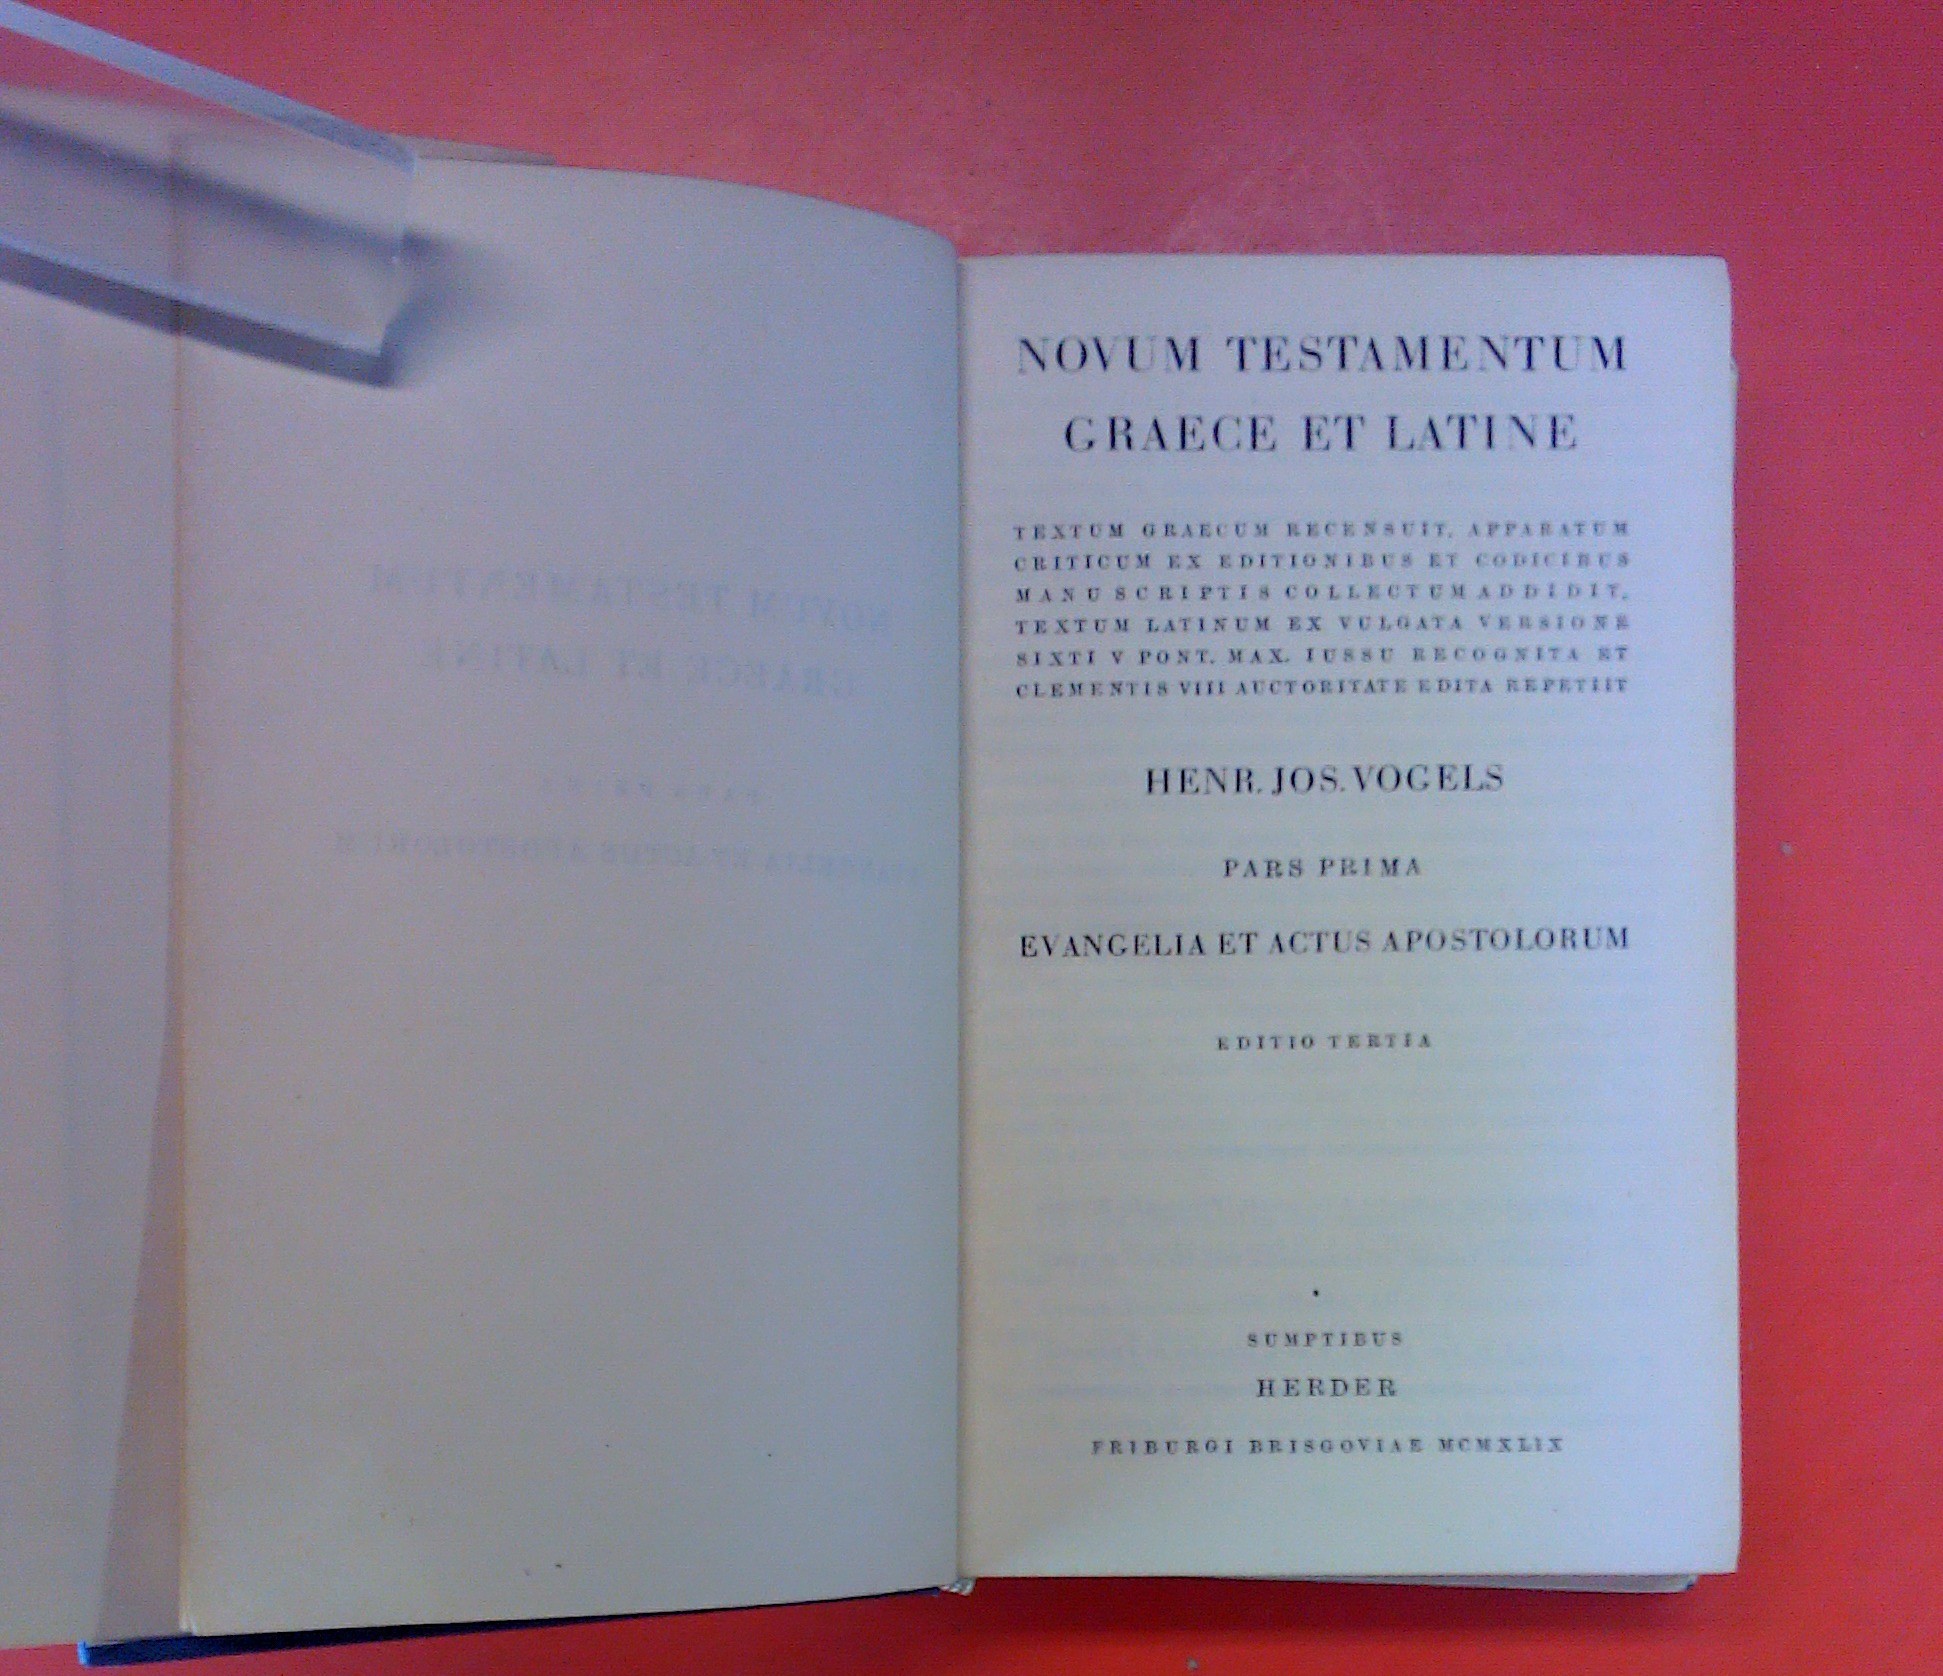 NOVUM TESTAMENTUM
GRAECE ET LATINE
TEXTUM GRAECUM RECENSUIT, APPARATUM
CRITICUM EX EDITIONIBUS ET CODICIBUS
MANUSCRIPTIS COLLECTUM ADDIDIT,
TEXTUM LATINUM EX VULGATA VERSIONE
SIXTI V PONT. MAX. IUSSU RECOGNITA ET
CLEMENTIS VIII AUCTORITATE EDITA REPETIIT
HENR. JOS. VOGELS
PARS PRIMA
EVANGELIA ET ACTUS APOSTOLORUM
EDITIO TERTIA
SUMPTIBUS
HERDER
FRIBURGI BRISGOVIAE MCMXLIX